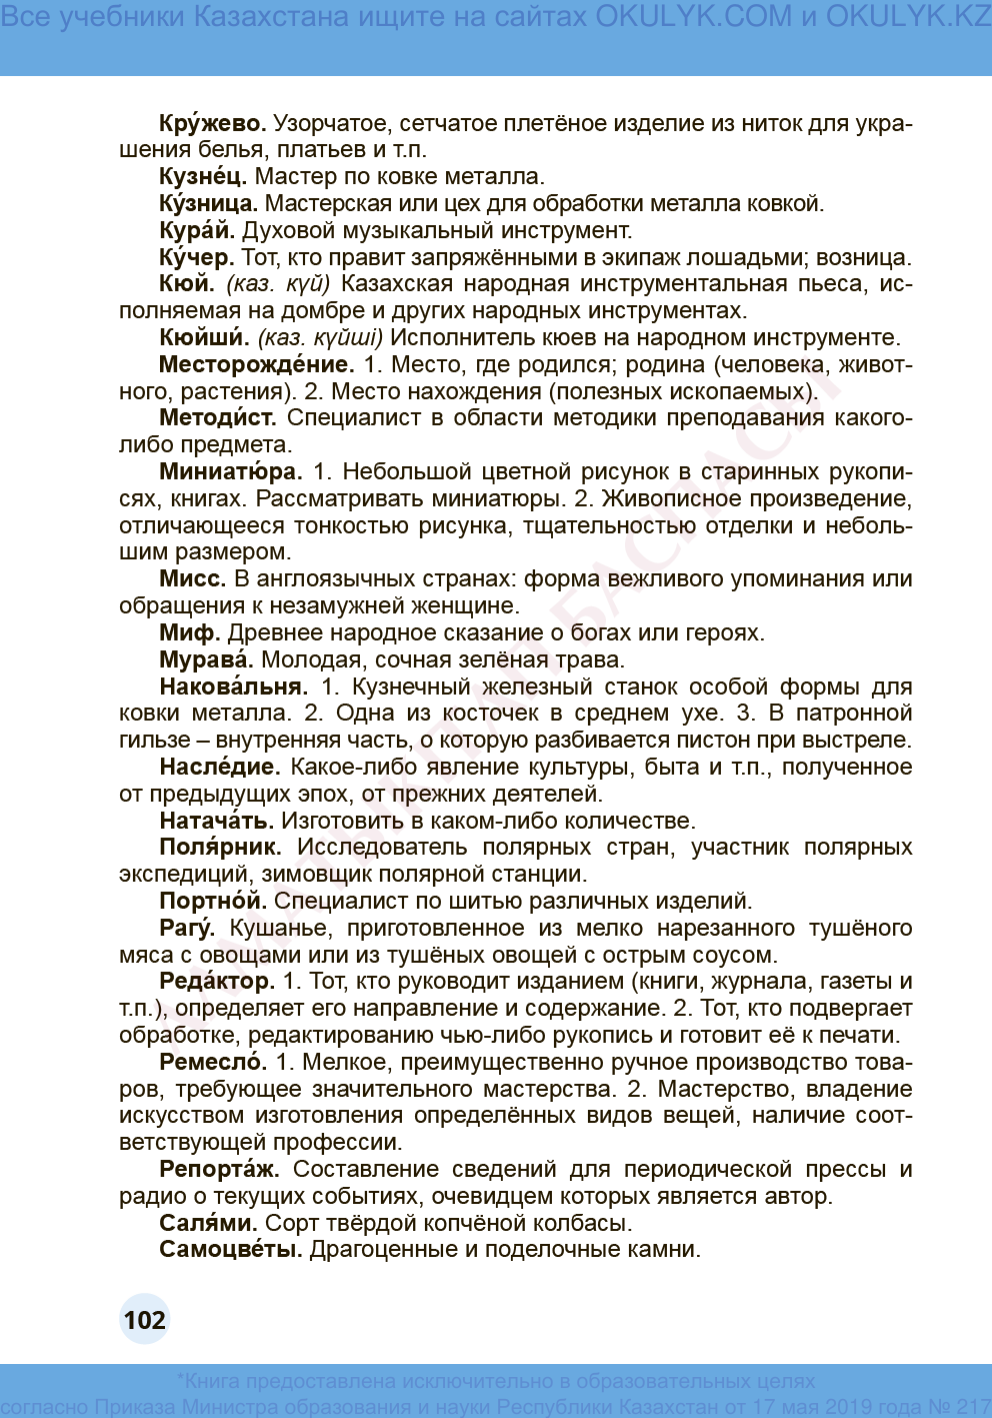 Все учебники Казахстана ищите на сайтах OKULYK.COM и OKULYK.KZ
Кру́жево. Узорчатое, сетчатое плетёное изделие из ниток для укра-
шения белья, платьев и т.п.
Кузне́ц. Мастер по ковке металла.
Ку́зница. Мастерская или цех для обработки металла ковкой.
Кура́й. Духовой музыкальный инструмент.
Ку́чер. Тот, кто правит запряжёнными в экипаж лошадьми; возница.
Кюй. (каз. күй) Казахская народная инструментальная пьеса, ис-
полняемая на домбре и других народных инструментах.
Кюйши́. (каз. күйші) Исполнитель кюев на народном инструменте.
Месторожде́ние. 1. Место, где родился; родина (человека, живот-
ного, растения). 2. Место нахождения (полезных ископаемых).
Методи́ст. Специалист в области методики преподавания какого-
либо предмета.
Миниатю́ра. 1. Небольшой цветной рисунок в старинных рукопи-
сях, книгах. Рассматривать миниатюры. 2. Живописное произведение,
отличающееся тонкостью рисунка, тщательностью отделки и неболь-
шим размером.
Мисс. В англоязычных странах: форма вежливого упоминания или
обращения к незамужней женщине.
Миф. Древнее народное сказание о богах или героях.
Мурава́. Молодая, сочная зелёная трава.
Накова́льня. 1. Кузнечный железный станок особой формы для
ковки металла. 2. Одна из косточек в среднем ухе. 3. В патронной
гильзе – внутренняя часть, о которую разбивается пистон при выстреле.
Насле́дие. Какое-либо явление культуры, быта и т.п., полученное
от предыдущих эпох, от прежних деятелей.
Натача́ть. Изготовить в каком-либо количестве.
Поля́рник. Исследователь полярных стран, участник полярных
экспедиций, зимовщик полярной станции.
Портно́й. Специалист по шитью различных изделий.
Рагу́. Кушанье, приготовленное из мелко нарезанного тушёного
мяса с овощами или из тушёных овощей с острым соусом.
Реда́ктор. 1. Тот, кто руководит изданием (книги, журнала, газеты и
т.п.), определяет его направление и содержание. 2. Тот, кто подвергает
обработке, редактированию чью-либо рукопись и готовит её к печати.
Ремесло́. 1. Мелкое, преимущественно ручное производство това-
ров, требующее значительного мастерства. 2. Мастерство, владение
искусством изготовления определённых видов вещей, наличие соот-
ветствующей профессии.
Репорта́ж. Составление сведений для периодической прессы и
радио о текущих событиях, очевидцем которых является автор.
Саля́ми. Сорт твёрдой копчёной колбасы.
Самоцве́ты. Драгоценные и поделочные камни.
АЛМАТЫКІТАП БАСПАСЫ
102
*Книга предоставлена исключительно в образовательных целях
согласно Приказа Министра образования и науки Республики Казахстан от 17 мая 2019 года № 217